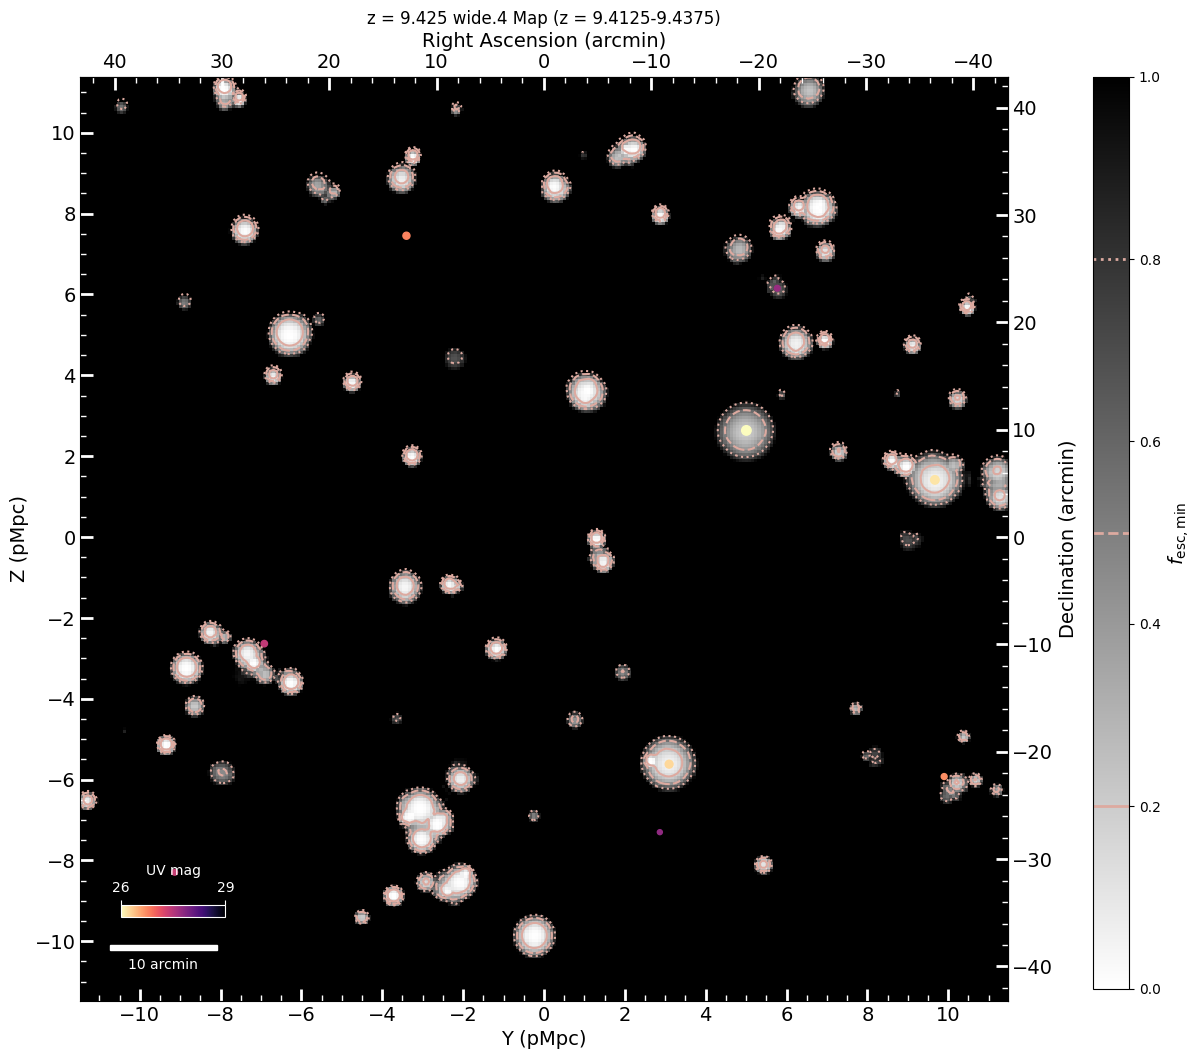 z = 9.425 wide.4 Map (z = 9.4125-9.4375)
Right Ascension (arcmin)
40 30 20 10 0 −10 −20 −30 −40
10
8
6
4
2
0
−2
−4
−6
−8
−10
Z (pMpc)
UV mag
26 29
10 arcmin
−10 −8 −6 −4 −2 0 2 4 6 8 10
Y (pMpc)
40
30
20
10
0
−10
−20
−30
−40
Declination (arcmin)
1.0
0.8
0.6
0.4
0.2
0.0
fesc,min